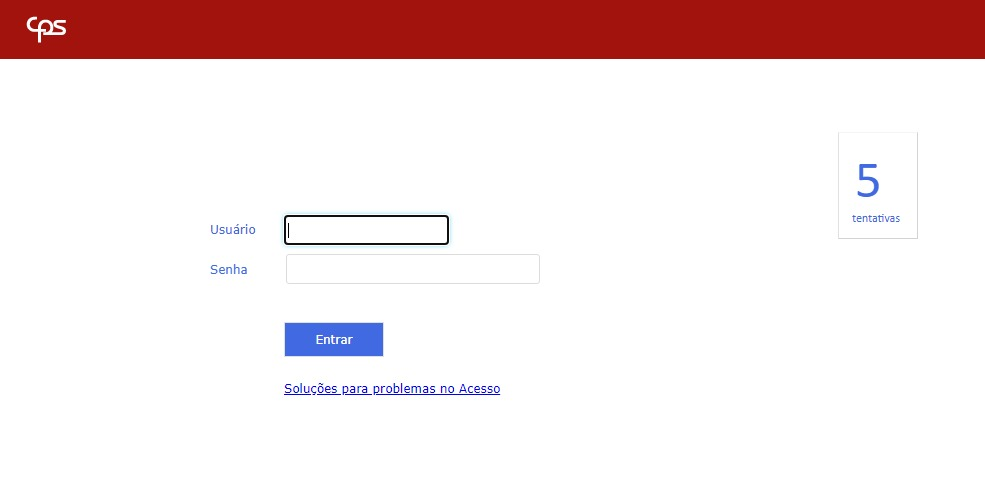 cps
5
tentativas
Usuário
Senha
Entrar
Soluções para problemas no Acesso